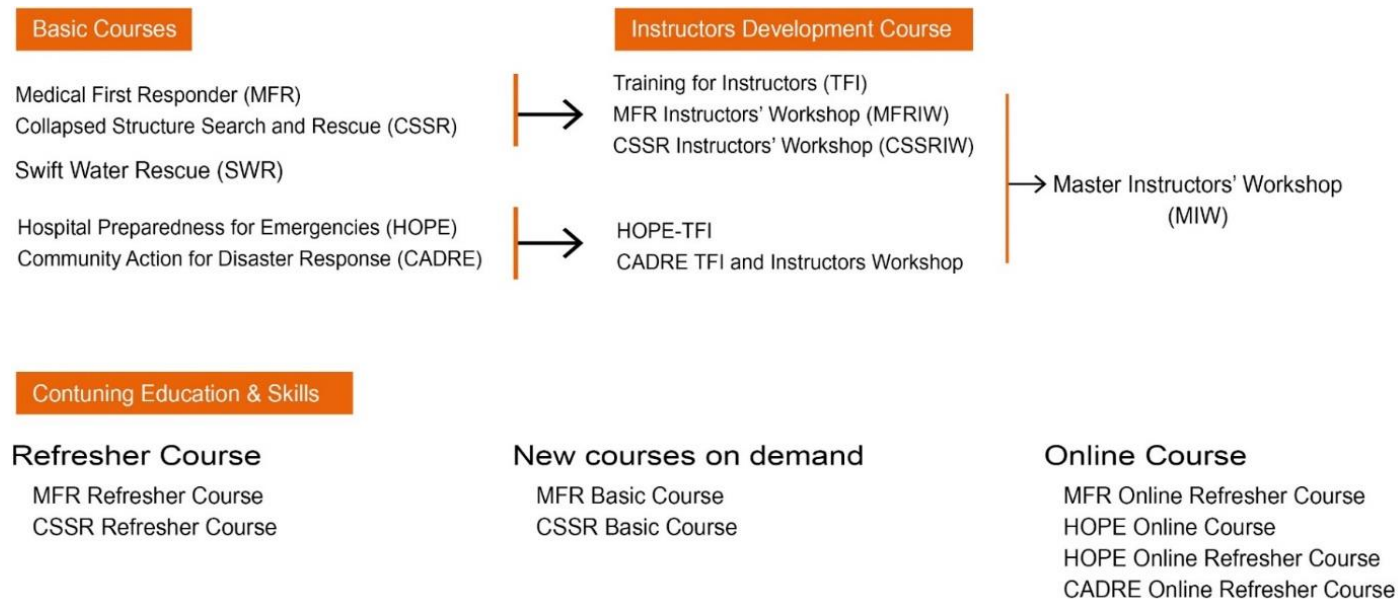 Basic Courses
Medical First Responder (MFR)
Collapsed Structure Search and Rescue (CSSR)
Swift Water Rescue (SWR)
Hospital Preparedness for Emergencies (HOPE)
Community Action for Disaster Response (CADRE)
Instructors Development Course
Training for Instructors (TFI)
MFR Instructors’ Workshop (MFRIW)
CSSR Instructors’ Workshop (CSSRIW)
HOPE-TFI
CADRE TFI and Instructors Workshop
Master Instructors’ Workshop
(MIW)
Contuning Education & Skills
Refresher Course
MFR Refresher Course
CSSR Refresher Course
New courses on demand
MFR Basic Course
CSSR Basic Course
Online Course
MFR Online Refresher Course
HOPE Online Course
HOPE Online Refresher Course
CADRE Online Refresher Course